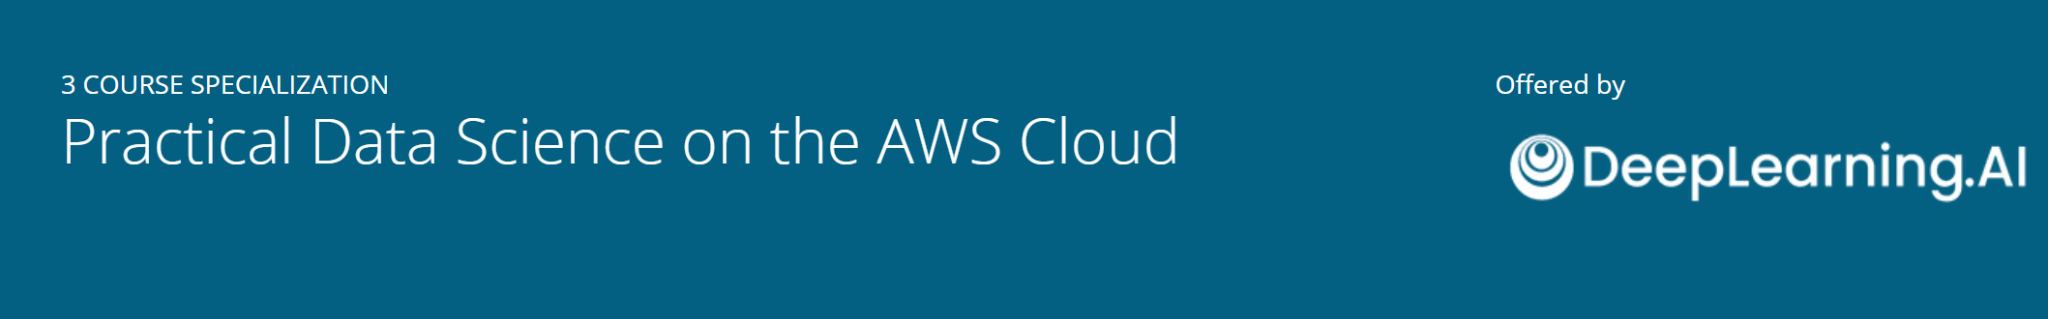 3 COURSE SPECIALIZATION
Practical Data Science on the AWS Cloud
Offered by
DeepLearning.AI